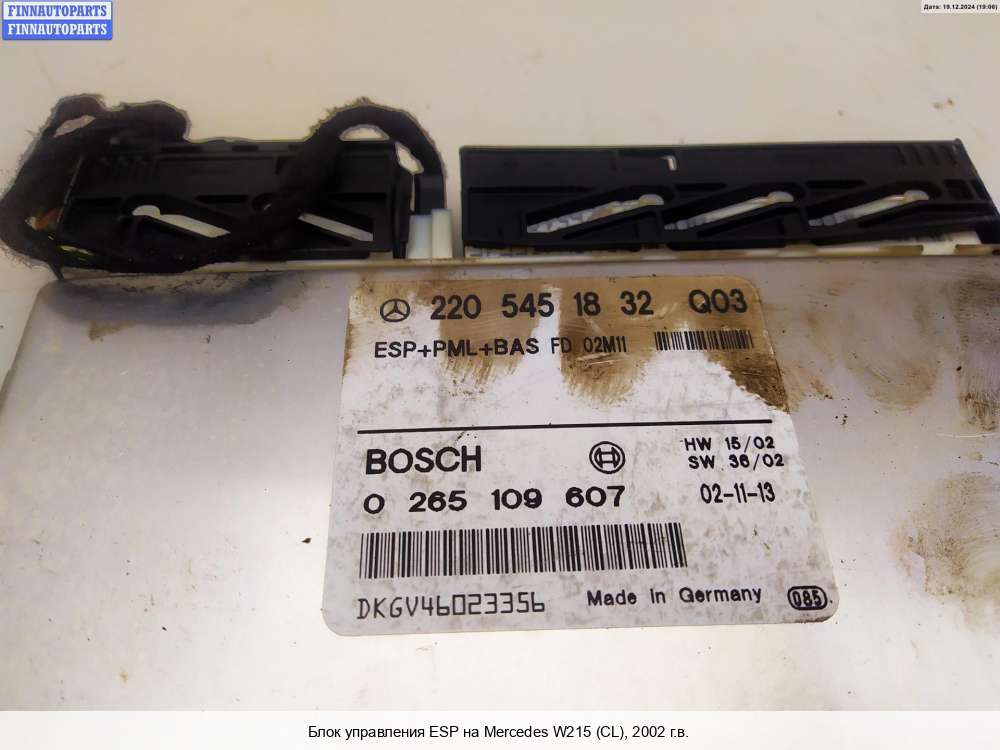 FINNAUTOPARTS
FINNAUTOPARTS
Дата: 19.12.2024 (19:06)
220 545 18 32 Q03
ESP+PML+BAS FD 02M11
BOSCH
HW 15/02
SW 36/02
0 265 109 607 02-11-13
DKGV46023356 Made in Germany 085
Блок управления ESP на Mercedes W215 (CL), 2002 г.в.